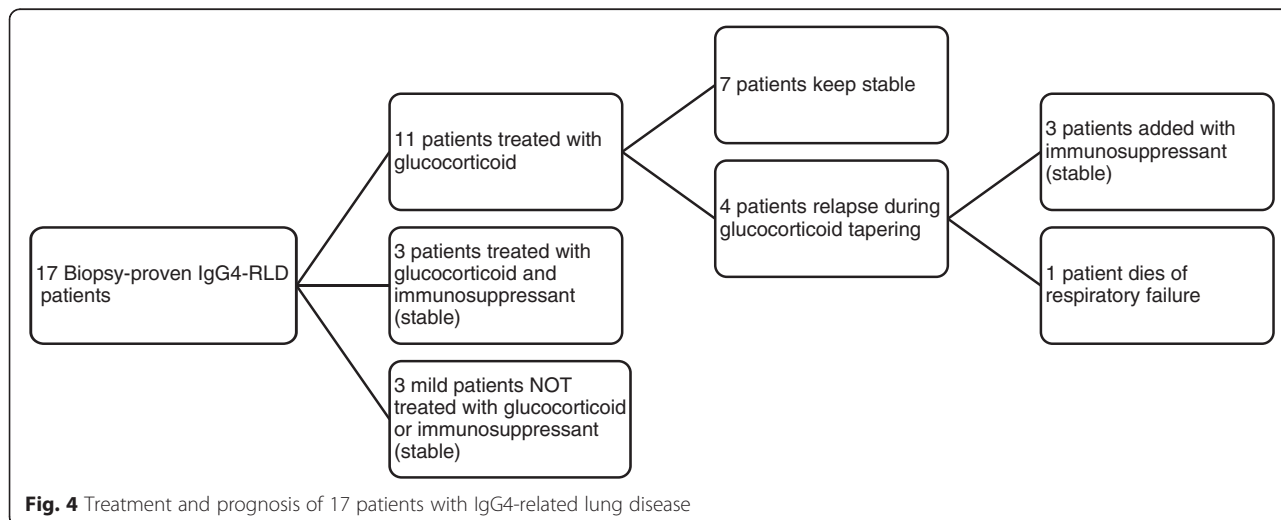 17 Biopsy-proven IgG4-RLD
patients
11 patients treated with
glucocorticoid
3 patients treated with
glucocorticoid and
immunosuppressant
(stable)
3 mild patients NOT
treated with glucocorticoid
or immunosuppressant
(stable)
7 patients keep stable
4 patients relapse during
glucocorticoid tapering
3 patients added with
immunosuppressant
(stable)
1 patient dies of
respiratory failure
Fig. 4 Treatment and prognosis of 17 patients with IgG4-related lung disease